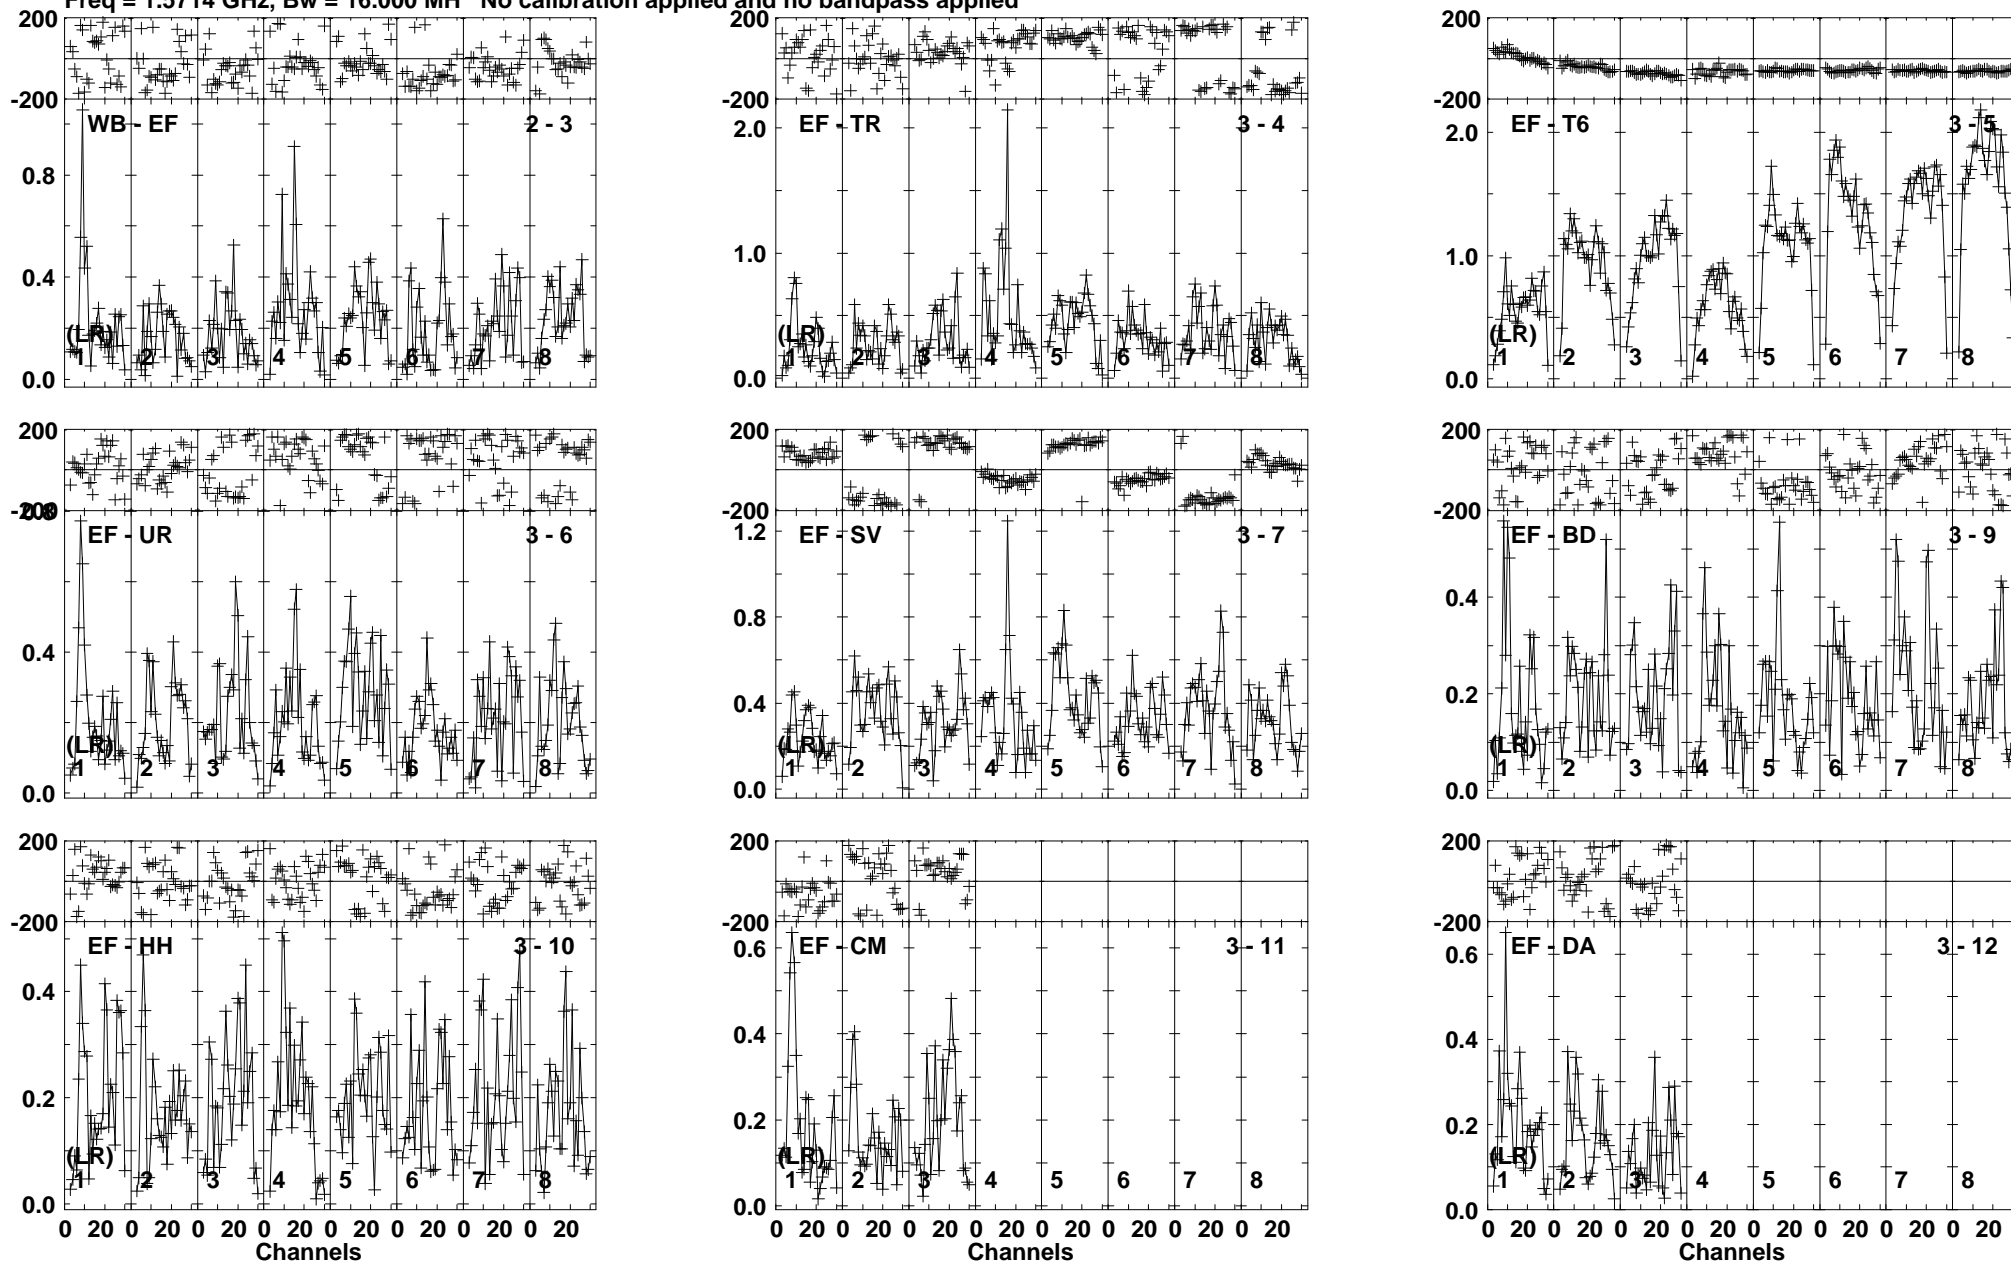 Freq = 1.5714 GHz, Bw = 16.000 MH No calibration applied and no bandpass applied
200 200 200
-200 -200 -200
WB - EF 2 - 3 EF - TR 3 - 4 EF - T6 3 - 5
2.0 2.0
0.8
1.0 1.0
0.4
(LR) (LR) (LR)
1 2 3 4 5 6 7 8 1 2 3 4 5 6 7 8 1 2 3 4 5 6 7 8
0.0 0.0 0.0
200 200 200
-200 -200 -200
0.8
EF - UR 3 - 6 EF - SV 3 - 7 EF - BD 3 - 9
1.2
0.8
0.4 0.4 0.4
0.2
(LR) (LR) (LR)
1 2 3 4 5 6 7 8 1 2 3 4 5 6 7 8 1 2 3 4 5 6 7 8
0.0 0.0 0.0
200 200 200
-200 -200 -200
EF - HH 3 - 10 EF - CM 3 - 11 EF - DA 3 - 12
0.6 0.6
0.4 0.4 0.4
0.2 0.2 0.2
(LR) (LR) (LR)
1 2 3 4 5 6 7 8 1 2 3 4 5 6 7 8 1 2 3 4 5 6 7 8
0.0 0.0 0.0
0 20 0 20 0 20 0 20 0 20 0 20 0 20 0 20 0 20 0 20 0 20 0 20 0 20 0 20 0 20 0 20 0 20 0 20 0 20 0 20 0 20 0 20 0 20 0 20
Channels Channels Channels